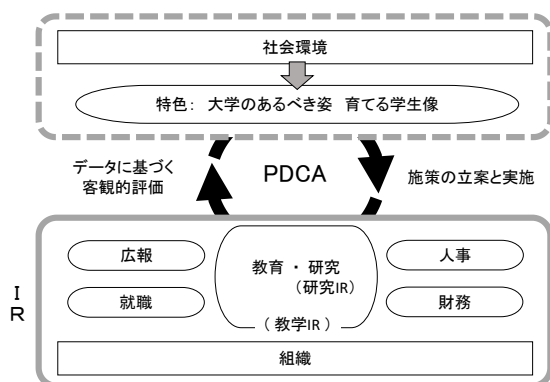 社会環境
特色： 大学のあるべき姿 育てる学生像
データに基づく
客観的評価
PDCA
施策の立案と実施
IR
広報
就職
教育 ・ 研究
（研究IR）
（ 教学IR ）
人事
財務
組織